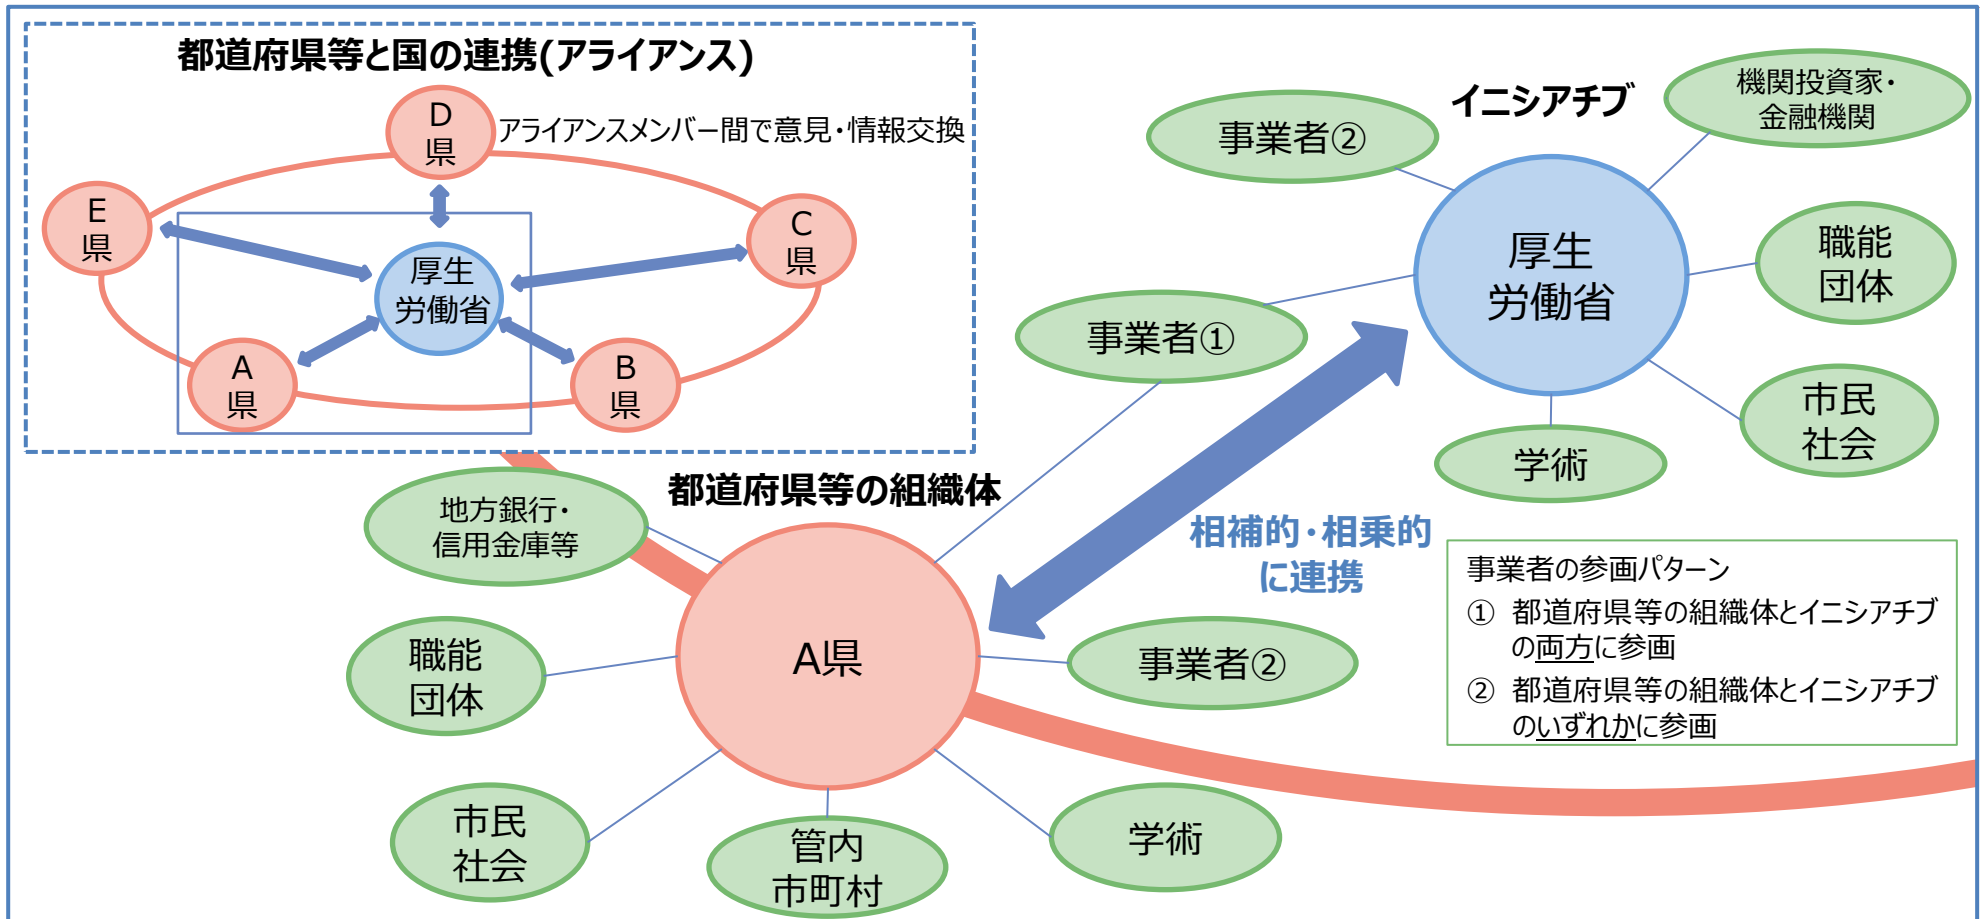 都道府県等と国の連携(アライアンス)
D
県
アライアンスメンバー間で意見・情報交換
E
県
C
県
厚生
労働省
A
県
B
県
イニシアチブ
機関投資家・
金融機関
事業者②
厚生
労働省
職能
団体
事業者①
市民
社会
学術
都道府県等の組織体
地方銀行・
信用金庫等
相補的・相乗的
に連携
A県
職能
団体
事業者②
市民
社会
管内
市町村
学術
事業者の参画パターン
① 都道府県等の組織体とイニシアチブ
の両方に参画
② 都道府県等の組織体とイニシアチブ
のいずれかに参画